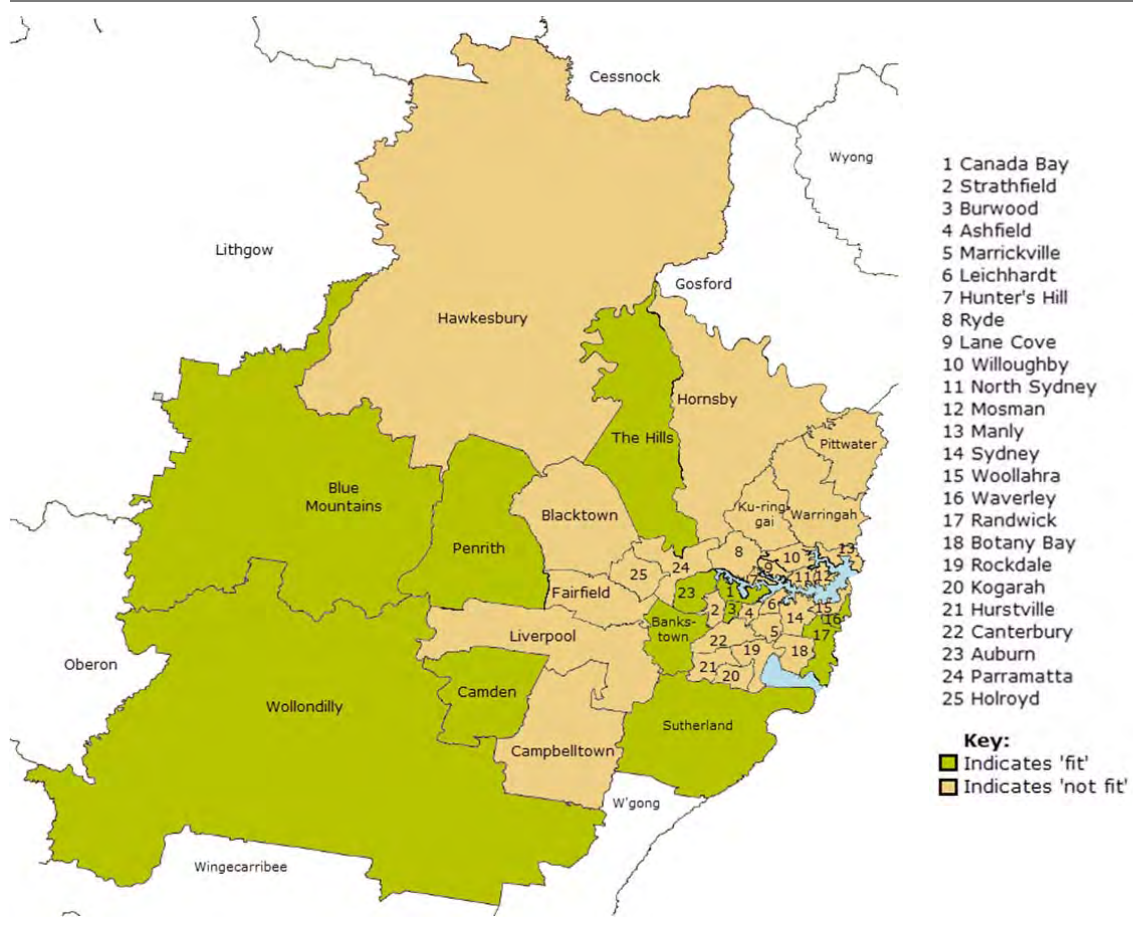 Cessnock
Wyong
Lithgow
Gosford
Hawkesbury
Hornsby
The Hills
Pittwater
Blue
Mountains
Blacktown
Ku-ring-
gai
Warringah
Penrith
8
10
13
9
24
25
7
11
12
Fairfield
23
1
2
3
4
6
15
14
16
Banks-
town
Liverpool
5
17
22
19
18
21
20
Oberon
Camden
Wollondilly
Sutherland
Campbelltown
W'gong
Wingecarribee
1 Canada Bay
2 Strathfield
3 Burwood
4 Ashfield
5 Marrickville
6 Leichhardt
7 Hunter's Hill
8 Ryde
9 Lane Cove
10 Willoughby
11 North Sydney
12 Mosman
13 Manly
14 Sydney
15 Woollahra
16 Waverley
17 Randwick
18 Botany Bay
19 Rockdale
20 Kogarah
21 Hurstville
22 Canterbury
23 Auburn
24 Parramatta
25 Holroyd
Key:
Indicates 'fit'
Indicates 'not fit'